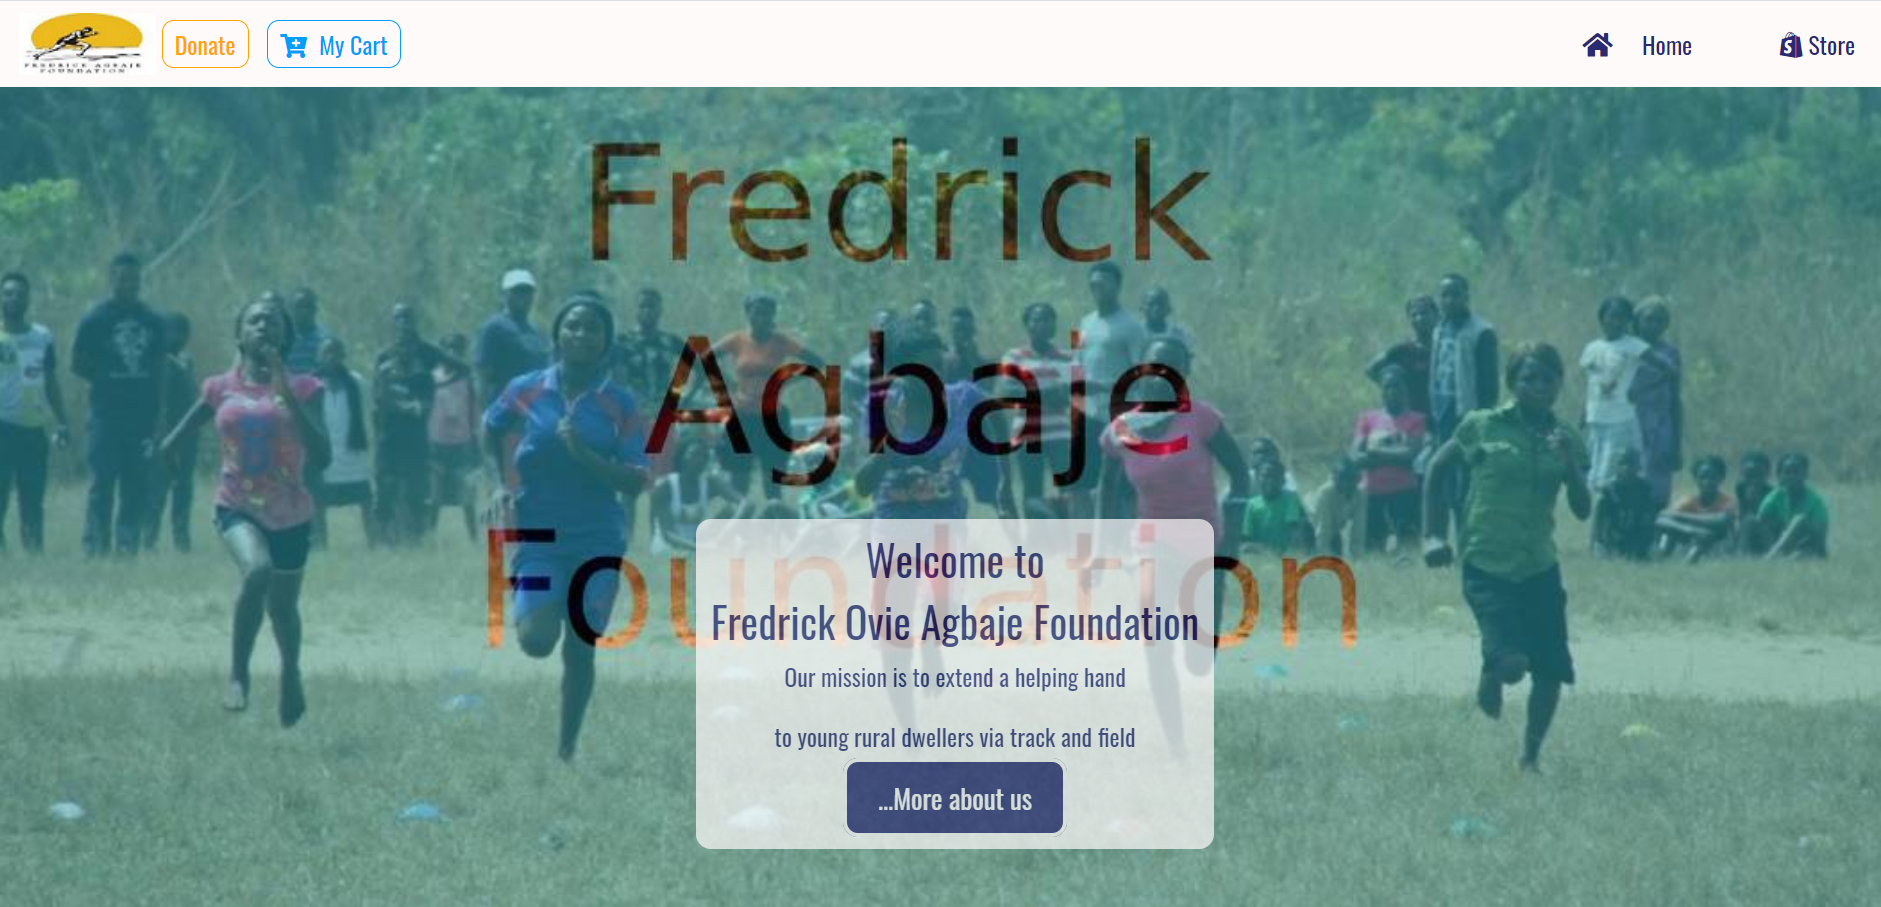 FREDRICK AGBAJE
FOUNDATION
Donate
My Cart
Home
Store
Fredrick
Agbaje
Foundation
Welcome to
Fredrick Ovie Agbaje Foundation
Our mission is to extend a helping hand
to young rural dwellers via track and field
...More about us